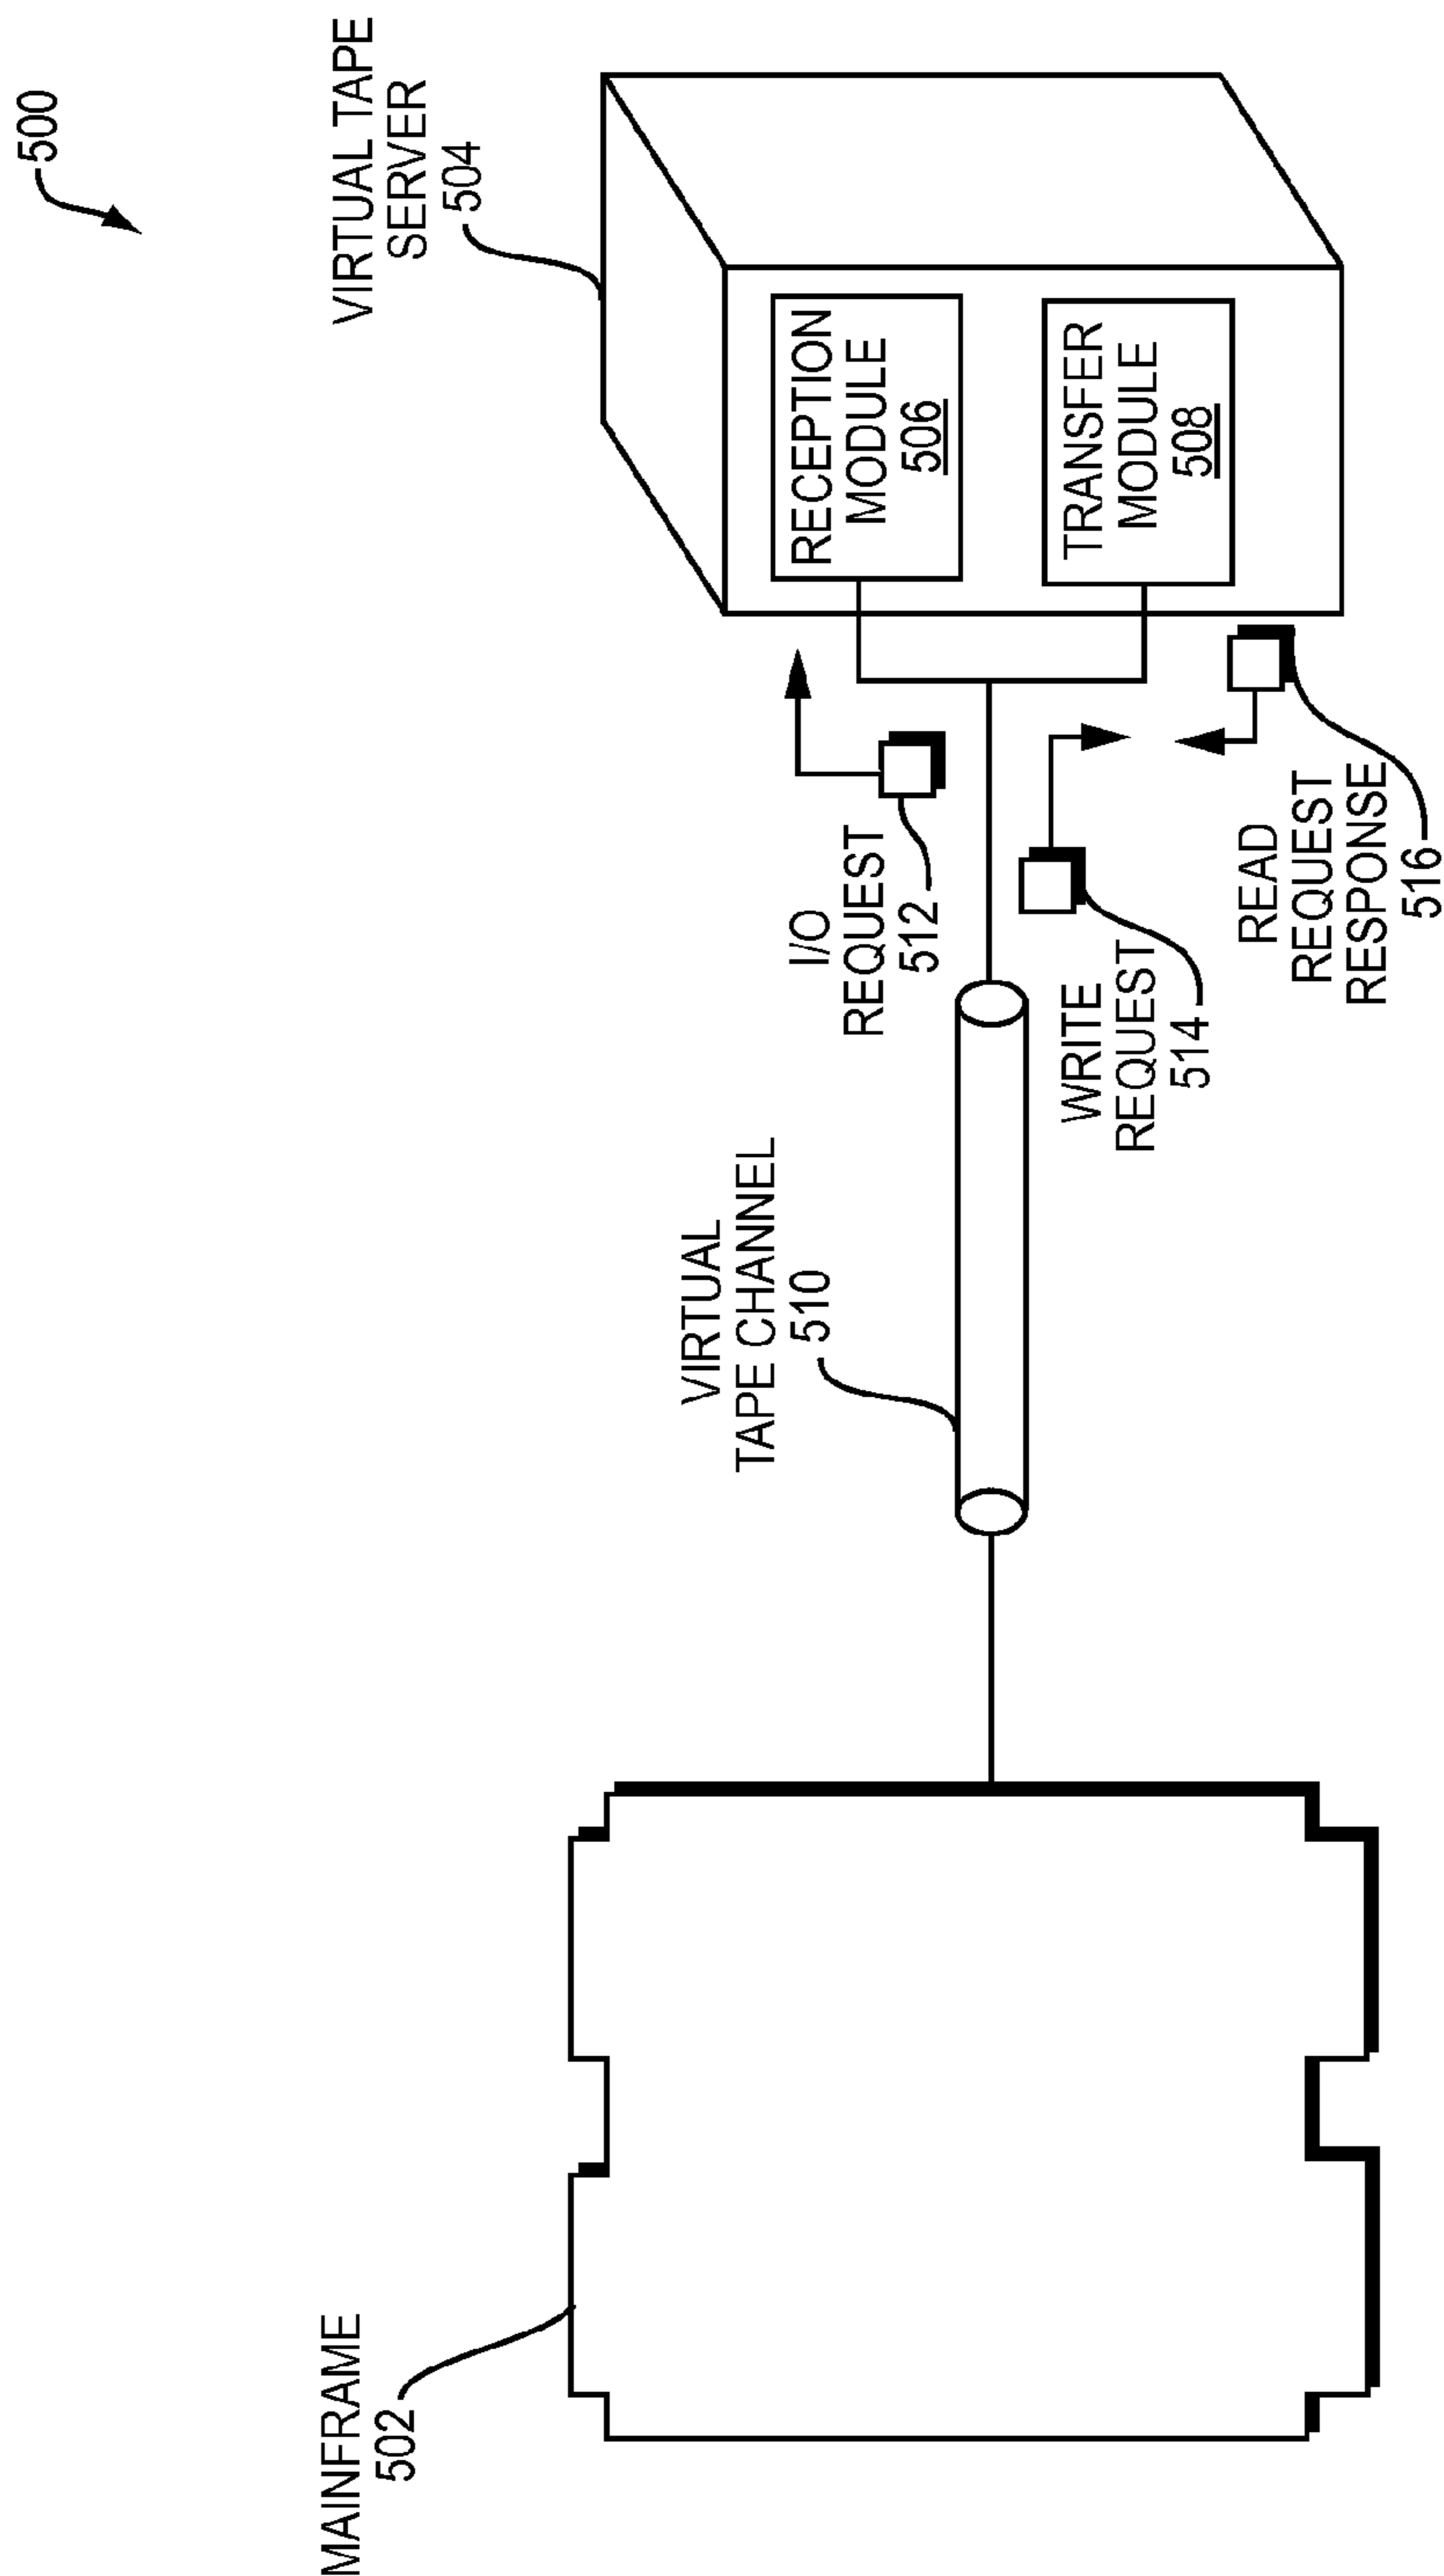 500
VIRTUAL TAPE
SERVER
504
MAINFRAME
502
VIRTUAL
TAPE CHANNEL
510
I/O
REQUEST
512
RECEPTION
MODULE
506
WRITE
REQUEST
514
TRANSFER
MODULE
508
READ
REQUEST
RESPONSE
516